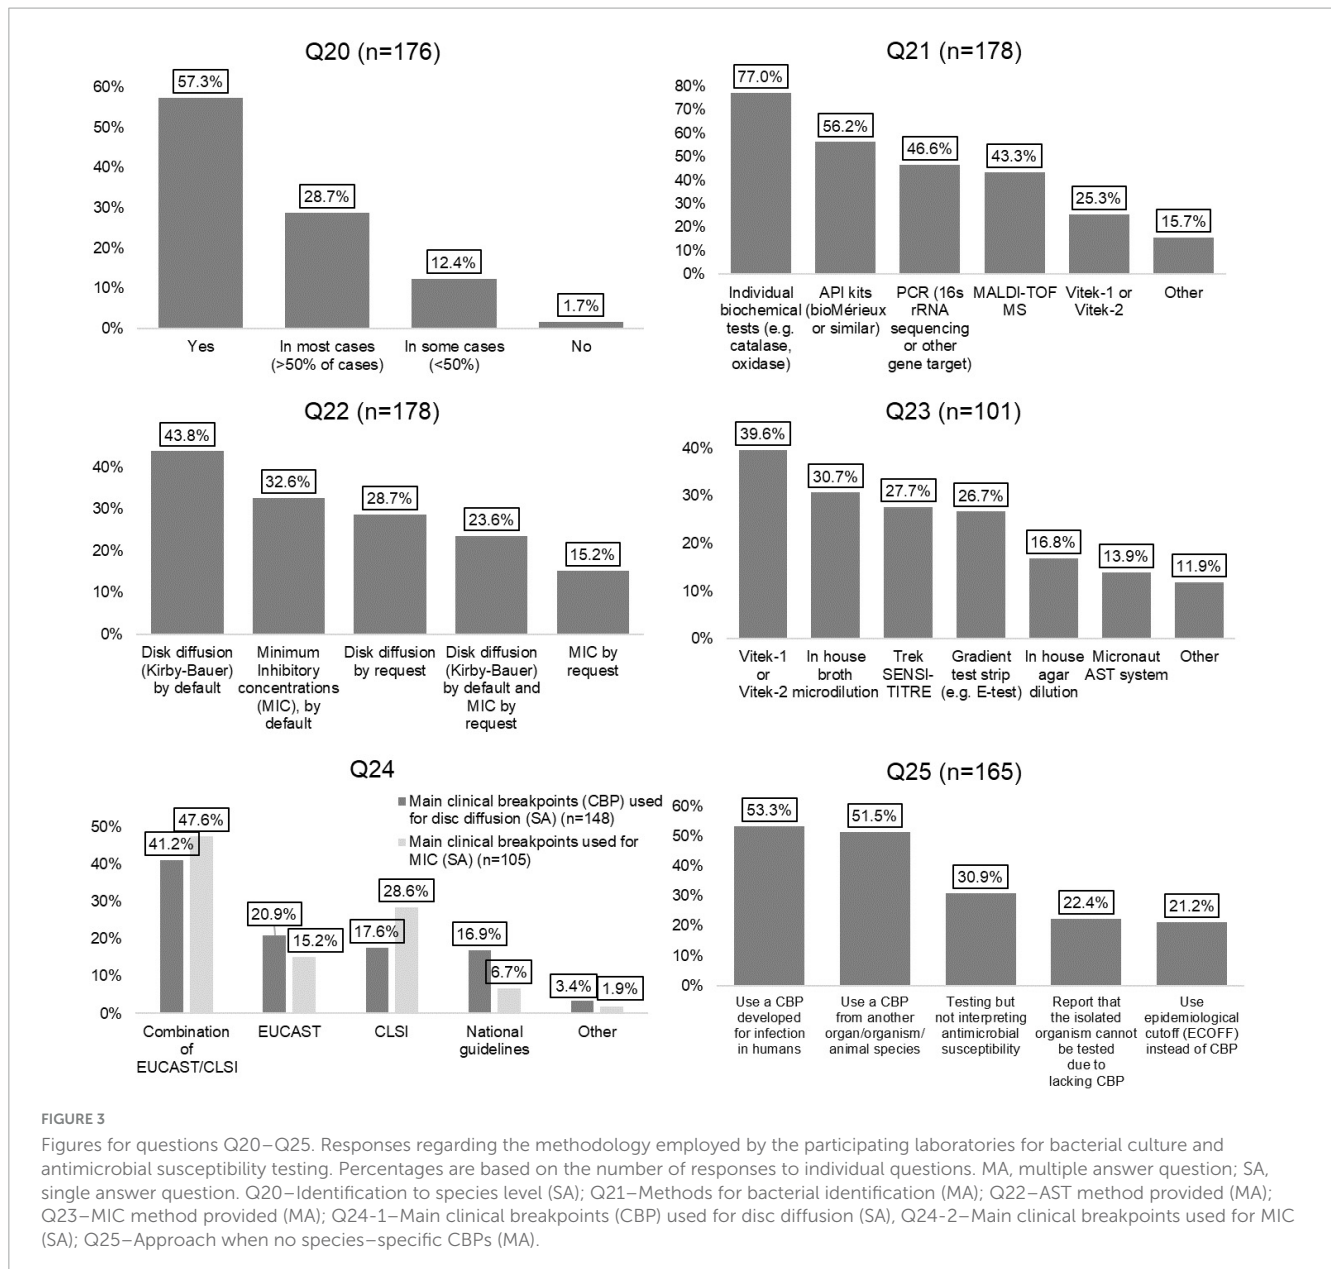 Q20 (n=176)
57.3%
28.7%
12.4%
1.7%
60%
50%
40%
30%
20%
10%
0%
Yes
In most cases
(>50% of cases)
In some cases
(<50%)
No
Q21 (n=178)
77.0%
56.2%
46.6%
43.3%
25.3%
15.7%
80%
70%
60%
50%
40%
30%
20%
10%
0%
Individual
biochemical
tests (e.g.
catalase,
oxidase)
API kits
(bioMérieux
or similar)
PCR (16s
rRNA
sequencing
or other
gene target)
MALDI-TOF
MS
Vitek-1 or
Vitek-2
Other
Q22 (n=178)
43.8%
32.6%
28.7%
23.6%
15.2%
40%
30%
20%
10%
0%
Disk diffusion
(Kirby-Bauer)
by default
Minimum
Inhibitory
concentrations
(MIC), by
default
Disk diffusion
by request
Disk diffusion
(Kirby-Bauer)
by default and
MIC by
request
MIC by
request
Q23 (n=101)
39.6%
30.7%
27.7%
26.7%
16.8%
13.9%
11.9%
40%
30%
20%
10%
0%
Vitek-1
or
Vitek-2
In house
broth
microdilution
Trek
SENSI-
TITRE
Gradient
test strip
(e.g. E-test)
In house
agar
dilution
Micronaut
AST system
Other
Q24
Main clinical breakpoints (CBP) used
for disc diffusion (SA) (n=148)
Main clinical breakpoints used for
MIC (SA) (n=105)
41.2%
47.6%
20.9%
15.2%
17.6%
28.6%
16.9%
6.7%
3.4%
1.9%
50%
40%
30%
20%
10%
0%
Combination
of
EUCAST/CLSI
EUCAST
CLSI
National
guidelines
Other
Q25 (n=165)
53.3%
51.5%
30.9%
22.4%
21.2%
60%
50%
40%
30%
20%
10%
0%
Use a CBP
developed
for infection
in humans
Use a CBP
from another
organ/organism/
animal species
Testing but
not interpreting
antimicrobial
susceptibility
Report that
the isolated
organism cannot
be tested
due to
lacking CBP
Use
epidemiological
cutoff (ECOFF)
instead of CBP
FIGURE 3
Figures for questions Q20–Q25. Responses regarding the methodology employed by the participating laboratories for bacterial culture and
antimicrobial susceptibility testing. Percentages are based on the number of responses to individual questions. MA, multiple answer question; SA,
single answer question. Q20–Identification to species level (SA); Q21–Methods for bacterial identification (MA); Q22–AST method provided (MA);
Q23–MIC method provided (MA); Q24-1–Main clinical breakpoints (CBP) used for disc diffusion (SA), Q24-2–Main clinical breakpoints used for MIC
(SA); Q25–Approach when no species–specific CBPs (MA).